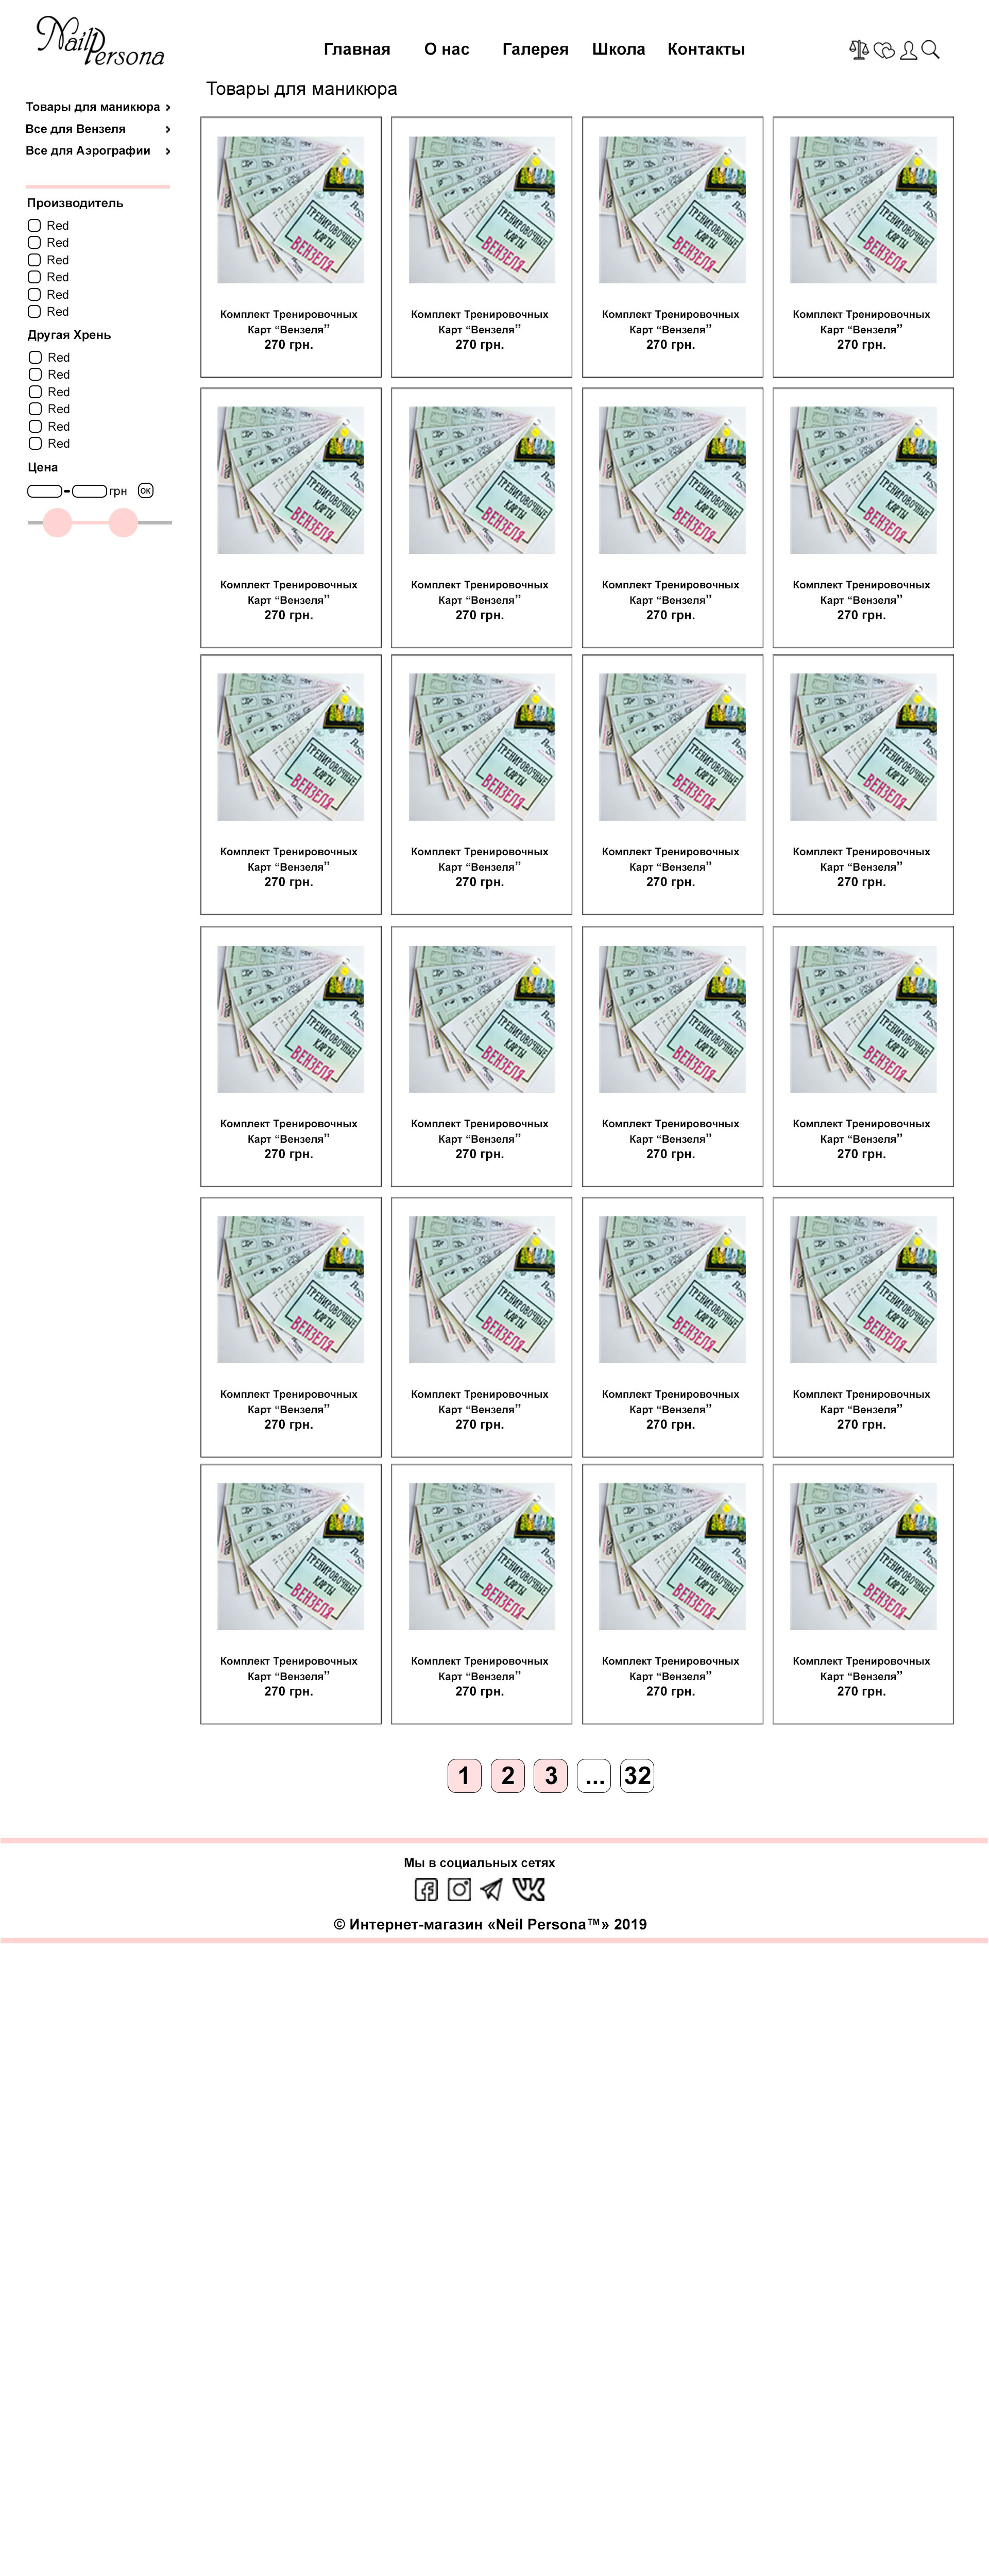 Nail Persona
Главная О нас Галерея Школа Контакты
Товары для маникюра
Товары для маникюра ›
Все для Вензеля ›
Все для Аэрографии ›
Производитель
Red
Red
Red
Red
Red
Red
Другая Хрень
Red
Red
Red
Red
Red
Red
Цена
- грн ОК
ТРЕНИРОВОЧНЫЕ ТРЕНИРОВОЧНЫЕ ТРЕНИРОВОЧНЫЕ ТРЕНИРОВОЧНЫЕ
КАРТЫ КАРТЫ КАРТЫ КАРТЫ
ВЕНЗЕЛЯ ВЕНЗЕЛЯ ВЕНЗЕЛЯ ВЕНЗЕЛЯ
Комплект Тренировочных Комплект Тренировочных Комплект Тренировочных Комплект Тренировочных
Карт “Вензеля” Карт “Вензеля” Карт “Вензеля” Карт “Вензеля”
270 грн. 270 грн. 270 грн. 270 грн.
ТРЕНИРОВОЧНЫЕ ТРЕНИРОВОЧНЫЕ ТРЕНИРОВОЧНЫЕ ТРЕНИРОВОЧНЫЕ
КАРТЫ КАРТЫ КАРТЫ КАРТЫ
ВЕНЗЕЛЯ ВЕНЗЕЛЯ ВЕНЗЕЛЯ ВЕНЗЕЛЯ
Комплект Тренировочных Комплект Тренировочных Комплект Тренировочных Комплект Тренировочных
Карт “Вензеля” Карт “Вензеля” Карт “Вензеля” Карт “Вензеля”
270 грн. 270 грн. 270 грн. 270 грн.
ТРЕНИРОВОЧНЫЕ ТРЕНИРОВОЧНЫЕ ТРЕНИРОВОЧНЫЕ ТРЕНИРОВОЧНЫЕ
КАРТЫ КАРТЫ КАРТЫ КАРТЫ
ВЕНЗЕЛЯ ВЕНЗЕЛЯ ВЕНЗЕЛЯ ВЕНЗЕЛЯ
Комплект Тренировочных Комплект Тренировочных Комплект Тренировочных Комплект Тренировочных
Карт “Вензеля” Карт “Вензеля” Карт “Вензеля” Карт “Вензеля”
270 грн. 270 грн. 270 грн. 270 грн.
ТРЕНИРОВОЧНЫЕ ТРЕНИРОВОЧНЫЕ ТРЕНИРОВОЧНЫЕ ТРЕНИРОВОЧНЫЕ
КАРТЫ КАРТЫ КАРТЫ КАРТЫ
ВЕНЗЕЛЯ ВЕНЗЕЛЯ ВЕНЗЕЛЯ ВЕНЗЕЛЯ
Комплект Тренировочных Комплект Тренировочных Комплект Тренировочных Комплект Тренировочных
Карт “Вензеля” Карт “Вензеля” Карт “Вензеля” Карт “Вензеля”
270 грн. 270 грн. 270 грн. 270 грн.
ТРЕНИРОВОЧНЫЕ ТРЕНИРОВОЧНЫЕ ТРЕНИРОВОЧНЫЕ ТРЕНИРОВОЧНЫЕ
КАРТЫ КАРТЫ КАРТЫ КАРТЫ
ВЕНЗЕЛЯ ВЕНЗЕЛЯ ВЕНЗЕЛЯ ВЕНЗЕЛЯ
Комплект Тренировочных Комплект Тренировочных Комплект Тренировочных Комплект Тренировочных
Карт “Вензеля” Карт “Вензеля” Карт “Вензеля” Карт “Вензеля”
270 грн. 270 грн. 270 грн. 270 грн.
ТРЕНИРОВОЧНЫЕ ТРЕНИРОВОЧНЫЕ ТРЕНИРОВОЧНЫЕ ТРЕНИРОВОЧНЫЕ
КАРТЫ КАРТЫ КАРТЫ КАРТЫ
ВЕНЗЕЛЯ ВЕНЗЕЛЯ ВЕНЗЕЛЯ ВЕНЗЕЛЯ
Комплект Тренировочных Комплект Тренировочных Комплект Тренировочных Комплект Тренировочных
Карт “Вензеля” Карт “Вензеля” Карт “Вензеля” Карт “Вензеля”
270 грн. 270 грн. 270 грн. 270 грн.
1 2 3 ... 32
Мы в социальных сетях
© Интернет-магазин «Neil Persona™» 2019